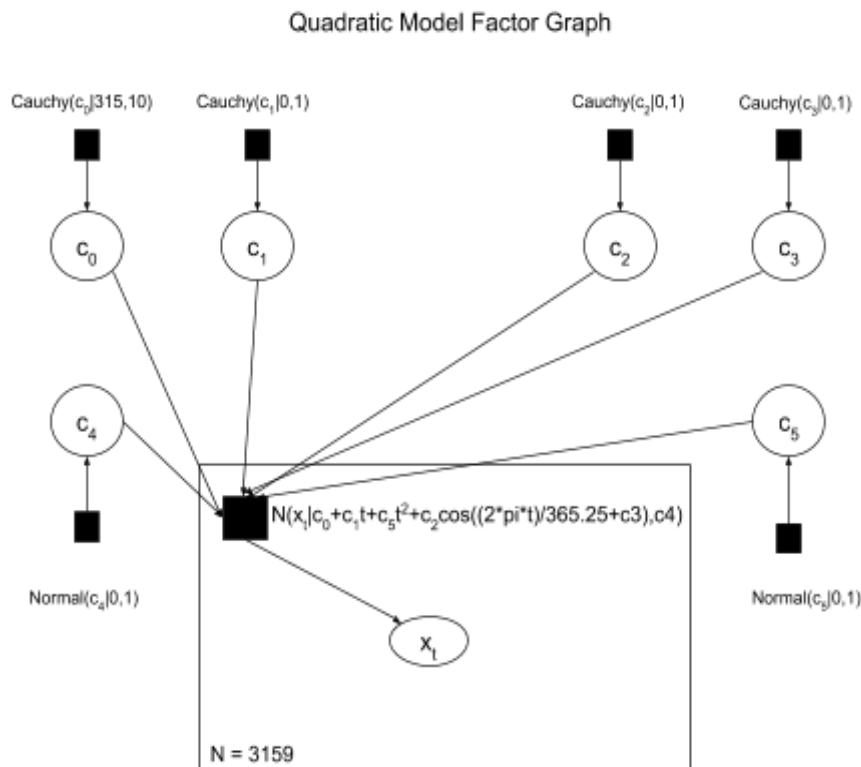 Quadratic Model Factor Graph
Cauchy(c₀|315,10)
Cauchy(c₁|0,1)
Cauchy(c₂|0,1)
Cauchy(c₃|0,1)
c₀
c₁
c₂
c₃
c₄
c₅
N(xₜ|c₀+c₁t+c₅t²+c₂cos((2*pi*t)/365.25+c3),c4)
Normal(c₄|0,1)
Normal(c₅|0,1)
xₜ
N = 3159